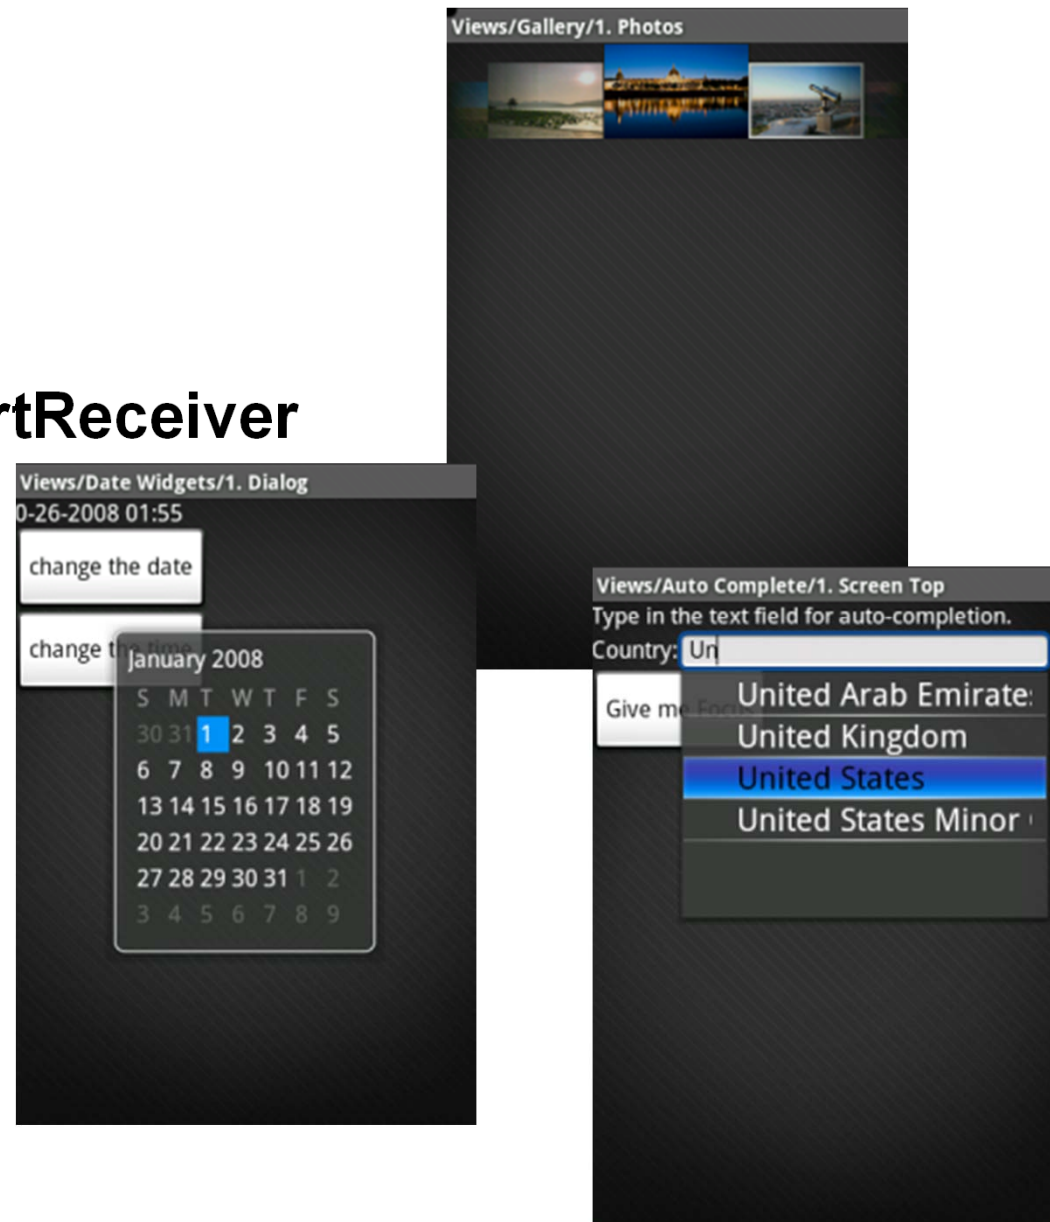 Views/Gallery/1. Photos
rtReceiver
Views/Date Widgets/1. Dialog
0-26-2008 01:55
change the date
change the time
January 2008
S M T W T F S
30 31 1 2 3 4 5
6 7 8 9 10 11 12
13 14 15 16 17 18 19
20 21 22 23 24 25 26
27 28 29 30 31 1 2
3 4 5 6 7 8 9
Views/Auto Complete/1. Screen Top
Type in the text field for auto-completion.
Country: Un
Give me Focus
United Arab Emirate
United Kingdom
United States
United States Minor